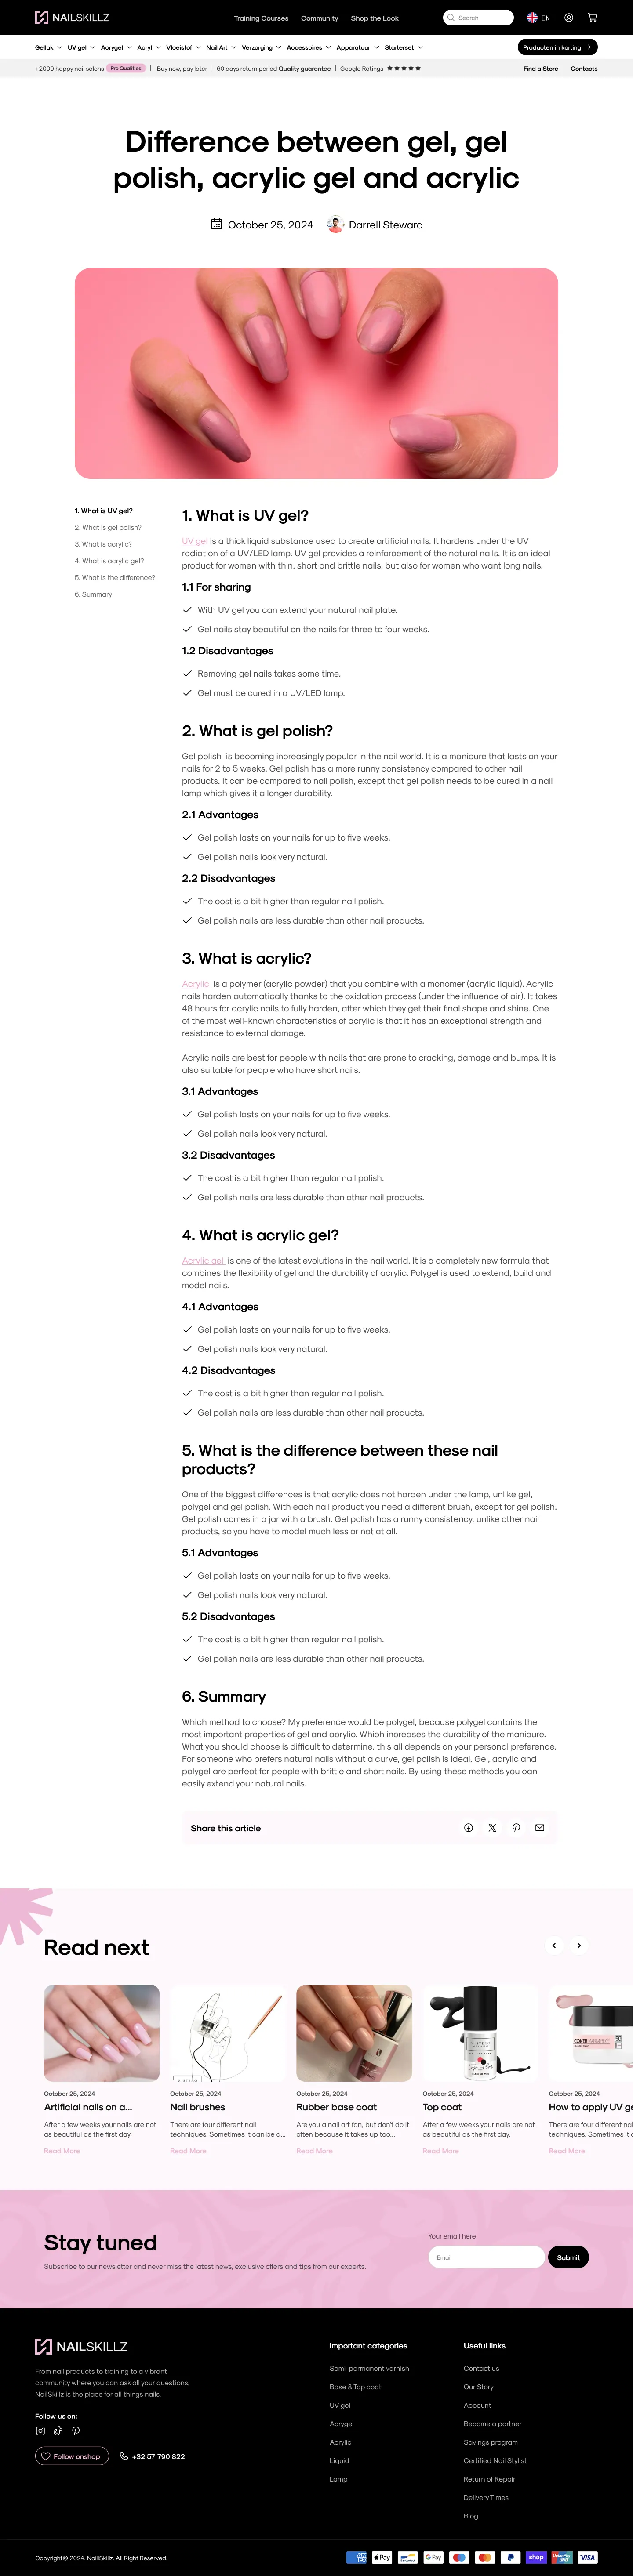 NAILSKILLZ
Training Courses Community Shop the Look
Search
EN
Gellak UV gel Acrygel Acryl Vloeistof Nail Art Verzorging Accessoires Apparatuur Starterset
Producten in korting
+2000 happy nail salons Pro Qualities | Buy now, pay later | 60 days return period Quality guarantee | Google Ratings ★★★★★
Find a Store Contacts
Difference between gel, gel
polish, acrylic gel and acrylic
October 25, 2024 Darrell Steward
1. What is UV gel?
2. What is gel polish?
3. What is acrylic?
4. What is acrylic gel?
5. What is the difference?
6. Summary
1. What is UV gel?
UV gel is a thick liquid substance used to create artificial nails. It hardens under the UV
radiation of a UV/LED lamp. UV gel provides a reinforcement of the natural nails. It is an ideal
product for women with thin, short and brittle nails, but also for women who want long nails.
1.1 For sharing
With UV gel you can extend your natural nail plate.
Gel nails stay beautiful on the nails for three to four weeks.
1.2 Disadvantages
Removing gel nails takes some time.
Gel must be cured in a UV/LED lamp.
2. What is gel polish?
Gel polish is becoming increasingly popular in the nail world. It is a manicure that lasts on your
nails for 2 to 5 weeks. Gel polish has a more runny consistency compared to other nail
products. It can be compared to nail polish, except that gel polish needs to be cured in a nail
lamp which gives it a longer durability.
2.1 Advantages
Gel polish lasts on your nails for up to five weeks.
Gel polish nails look very natural.
2.2 Disadvantages
The cost is a bit higher than regular nail polish.
Gel polish nails are less durable than other nail products.
3. What is acrylic?
Acrylic is a polymer (acrylic powder) that you combine with a monomer (acrylic liquid). Acrylic
nails harden automatically thanks to the oxidation process (under the influence of air). It takes
48 hours for acrylic nails to fully harden, after which they get their final shape and shine. One
of the most well-known characteristics of acrylic is that it has an exceptional strength and
resistance to external damage.
Acrylic nails are best for people with nails that are prone to cracking, damage and bumps. It is
also suitable for people who have short nails.
3.1 Advantages
Gel polish lasts on your nails for up to five weeks.
Gel polish nails look very natural.
3.2 Disadvantages
The cost is a bit higher than regular nail polish.
Gel polish nails are less durable than other nail products.
4. What is acrylic gel?
Acrylic gel is one of the latest evolutions in the nail world. It is a completely new formula that
combines the flexibility of gel and the durability of acrylic. Polygel is used to extend, build and
model nails.
4.1 Advantages
Gel polish lasts on your nails for up to five weeks.
Gel polish nails look very natural.
4.2 Disadvantages
The cost is a bit higher than regular nail polish.
Gel polish nails are less durable than other nail products.
5. What is the difference between these nail
products?
One of the biggest differences is that acrylic does not harden under the lamp, unlike gel,
polygel and gel polish. With each nail product you need a different brush, except for gel polish.
Gel polish comes in a jar with a brush. Gel polish has a runny consistency, unlike other nail
products, so you have to model much less or not at all.
5.1 Advantages
Gel polish lasts on your nails for up to five weeks.
Gel polish nails look very natural.
5.2 Disadvantages
The cost is a bit higher than regular nail polish.
Gel polish nails are less durable than other nail products.
6. Summary
Which method to choose? My preference would be polygel, because polygel contains the
most important properties of gel and acrylic. Which increases the durability of the manicure.
What you should choose is difficult to determine, this all depends on your personal preference.
For someone who prefers natural nails without a curve, gel polish is ideal. Gel, acrylic and
polygel are perfect for people with brittle and short nails. By using these methods you can
easily extend your natural nails.
Share this article
Read next
October 25, 2024
Artificial nails on a...
After a few weeks your nails are not
as beautiful as the first day.
Read More
October 25, 2024
Nail brushes
There are four different nail
techniques. Sometimes it can be a...
Read More
October 25, 2024
Rubber base coat
Are you a nail art fan, but don't do it
often because it takes up too...
Read More
October 25, 2024
Top coat
After a few weeks your nails are not
as beautiful as the first day.
Read More
October 25, 2024
How to apply UV ge
There are four different nai
techniques. Sometimes it c
Read More
Stay tuned
Subscribe to our newsletter and never miss the latest news, exclusive offers and tips from our experts.
Your email here
Email
Submit
NAILSKILLZ
From nail products to training to a vibrant
community where you can ask all your questions,
NailSkillz is the place for all things nails.
Follow us on:
Follow onshop
+32 57 790 822
Important categories
Semi-permanent varnish
Base & Top coat
UV gel
Acrygel
Acrylic
Liquid
Lamp
Useful links
Contact us
Our Story
Account
Become a partner
Savings program
Certified Nail Stylist
Return of Repair
Delivery Times
Blog
Copyright© 2024. NailSkillz. All Right Reserved.
Pay G Pay shop VISA